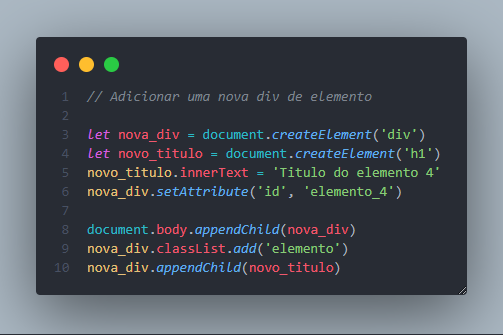 1 // Adicionar uma nova div de elemento
2
3 let nova_div = document.createElement('div')
4 let novo_titulo = document.createElement('h1')
5 novo_titulo.innerText = 'Titulo do elemento 4'
6 nova_div.setAttribute('id', 'elemento_4')
7
8 document.body.appendChild(nova_div)
9 nova_div.classList.add('elemento')
10 nova_div.appendChild(novo_titulo)